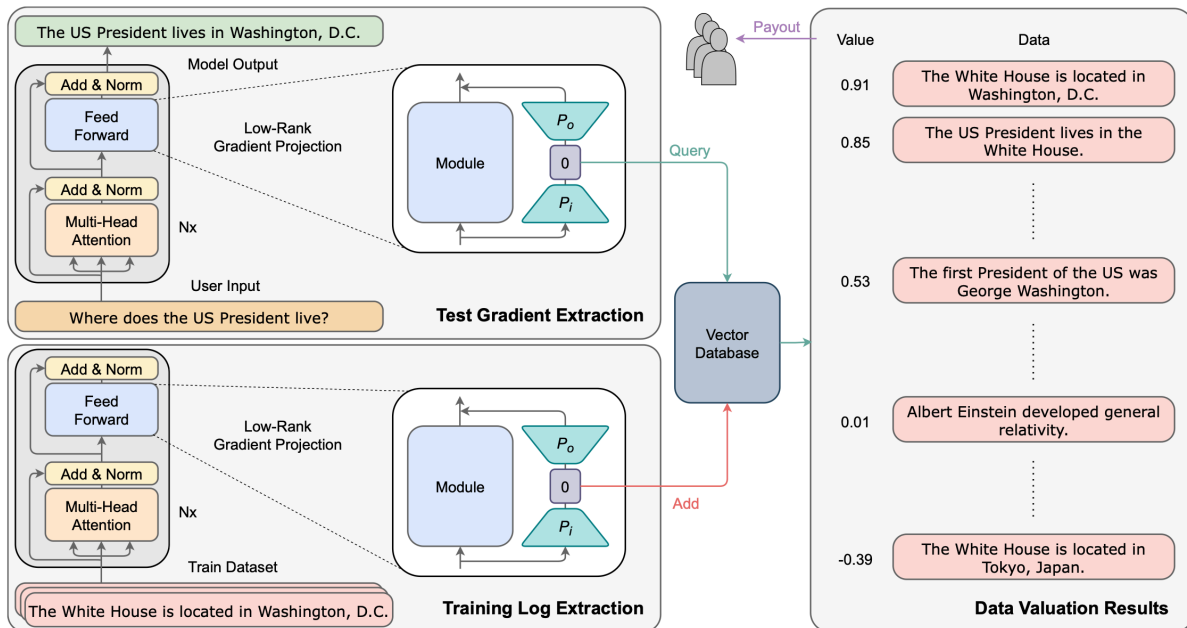 The US President lives in Washington, D.C.
Model Output
Add & Norm
Feed
Forward
Low-Rank
Gradient Projection
Module
Pₒ
0
Pᵢ
Add & Norm
Multi-Head
Attention
Nx
User Input
Where does the US President live?
Test Gradient Extraction
Add & Norm
Feed
Forward
Low-Rank
Gradient Projection
Module
Pₒ
0
Pᵢ
Add & Norm
Multi-Head
Attention
Nx
Train Dataset
The White House is located in Washington, D.C.
Training Log Extraction
Query
Vector
Database
Add
Payout
Value
Data
0.91
The White House is located in
Washington, D.C.
0.85
The US President lives in the
White House.
0.53
The first President of the US was
George Washington.
0.01
Albert Einstein developed general
relativity.
-0.39
The White House is located in
Tokyo, Japan.
Data Valuation Results